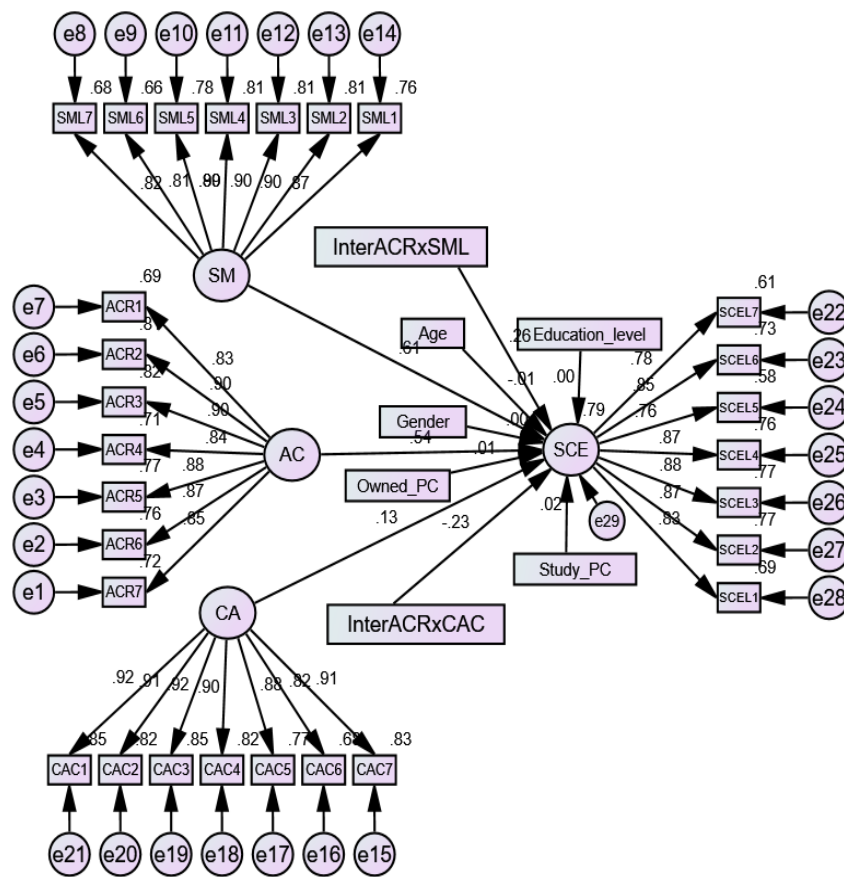 e8 e9 e10 e11 e12 e13 e14
.68 .66 .78 .81 .81 .81 .76
SML7 SML6 SML5 SML4 SML3 SML2 SML1
.82 .81 .90 .90 .87
SM
InterACRxSML
e7 ACR1 .69
e6 ACR2
e5 ACR3 .82
e4 ACR4 .71
e3 ACR5 .77
e2 ACR6 .76
e1 ACR7 .72
.83
.90
.90
.84
.88
.87
.85
AC
Age
Education_level
Gender
Owned_PC
Study_PC
.61
.26
-.01
.00
.00
.54
.01
.02
.13
-.23
.79
SCE
e29
InterACRxCAC
.78
.85
.76
.87
.88
.87
.83
SCEL7 .61 e22
SCEL6 .73 e23
SCEL5 .58 e24
SCEL4 .76 e25
SCEL3 .77 e26
SCEL2 .77 e27
SCEL1 .69 e28
CA
.92 .91 .92 .90 .88 .82 .91
.85 .82 .85 .82 .77 .83
CAC1 CAC2 CAC3 CAC4 CAC5 CAC6 CAC7
e21 e20 e19 e18 e17 e16 e15